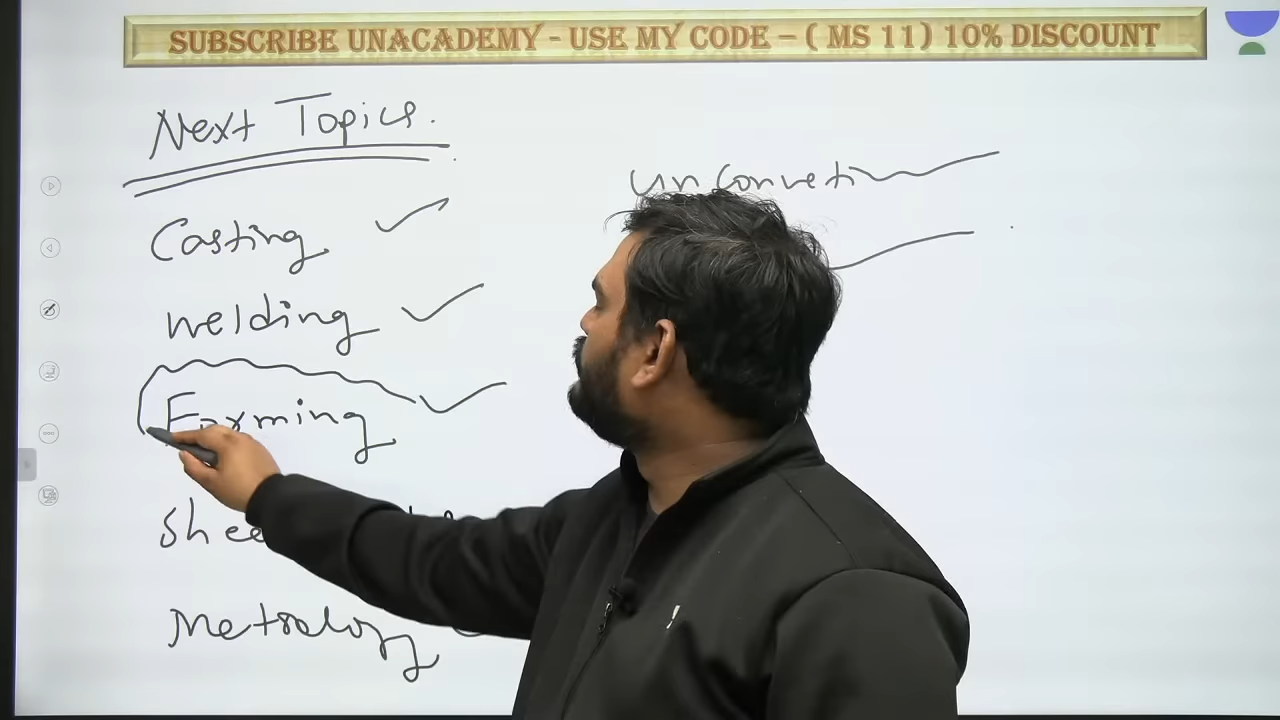 SUBSCRIBE UNACADEMY - USE MY CODE – ( MS 11) 10% DISCOUNT
Next Topics.
Casting
welding
Forming
Metrology